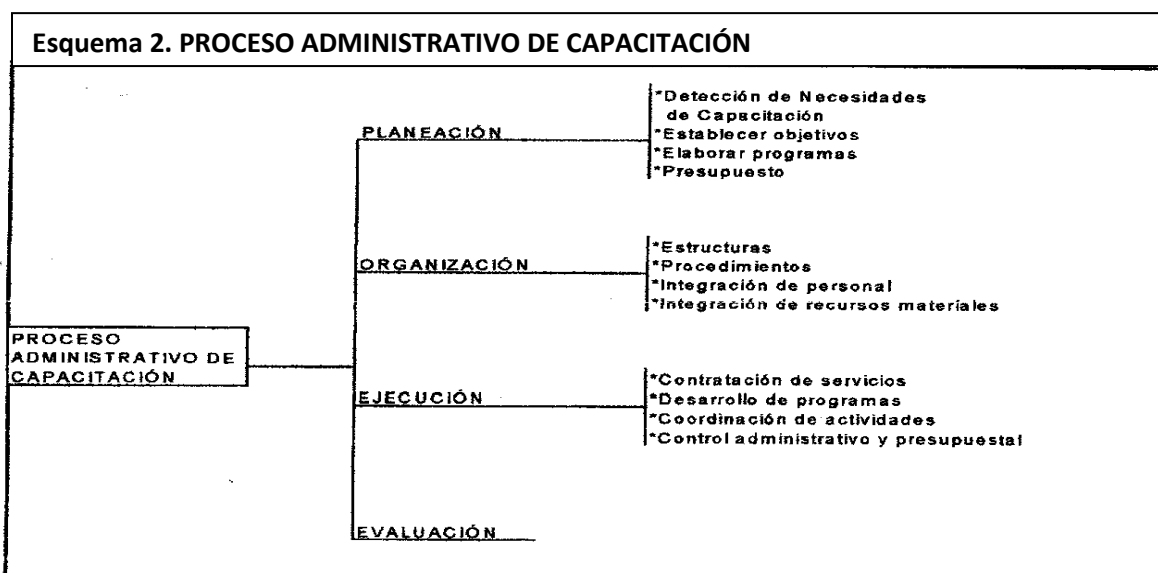 Esquema 2. PROCESO ADMINISTRATIVO DE CAPACITACIÓN
PLANEACIÓN
*Detección de Necesidades
de Capacitación
*Establecer objetivos
*Elaborar programas
*Presupuesto
ORGANIZACIÓN
*Estructuras
*Procedimientos
*Integración de personal
*Integración de recursos materiales
PROCESO
ADMINISTRATIVO DE
CAPACITACIÓN
EJECUCIÓN
*Contratación de servicios
*Desarrollo de programas
*Coordinación de actividades
*Control administrativo y presupuestal
EVALUACIÓN